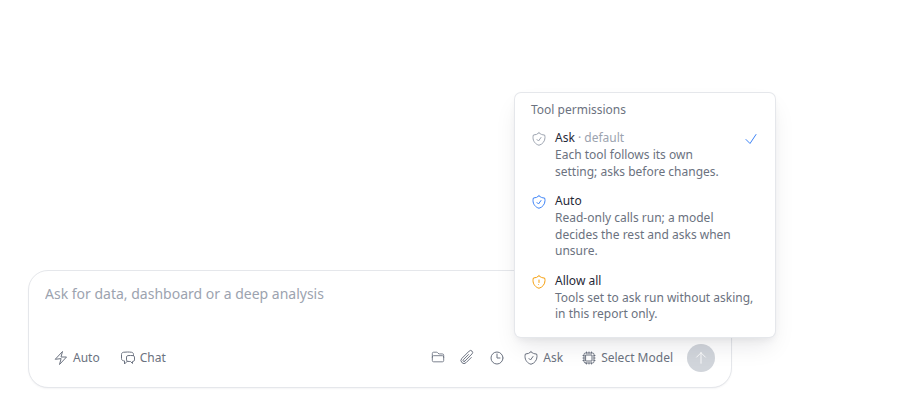 Tool permissions
Ask · default
Each tool follows its own
setting; asks before changes.
Auto
Read-only calls run; a model
decides the rest and asks when
unsure.
Allow all
Tools set to ask run without asking,
in this report only.
Ask for data, dashboard or a deep analysis
Auto Chat Ask Select Model